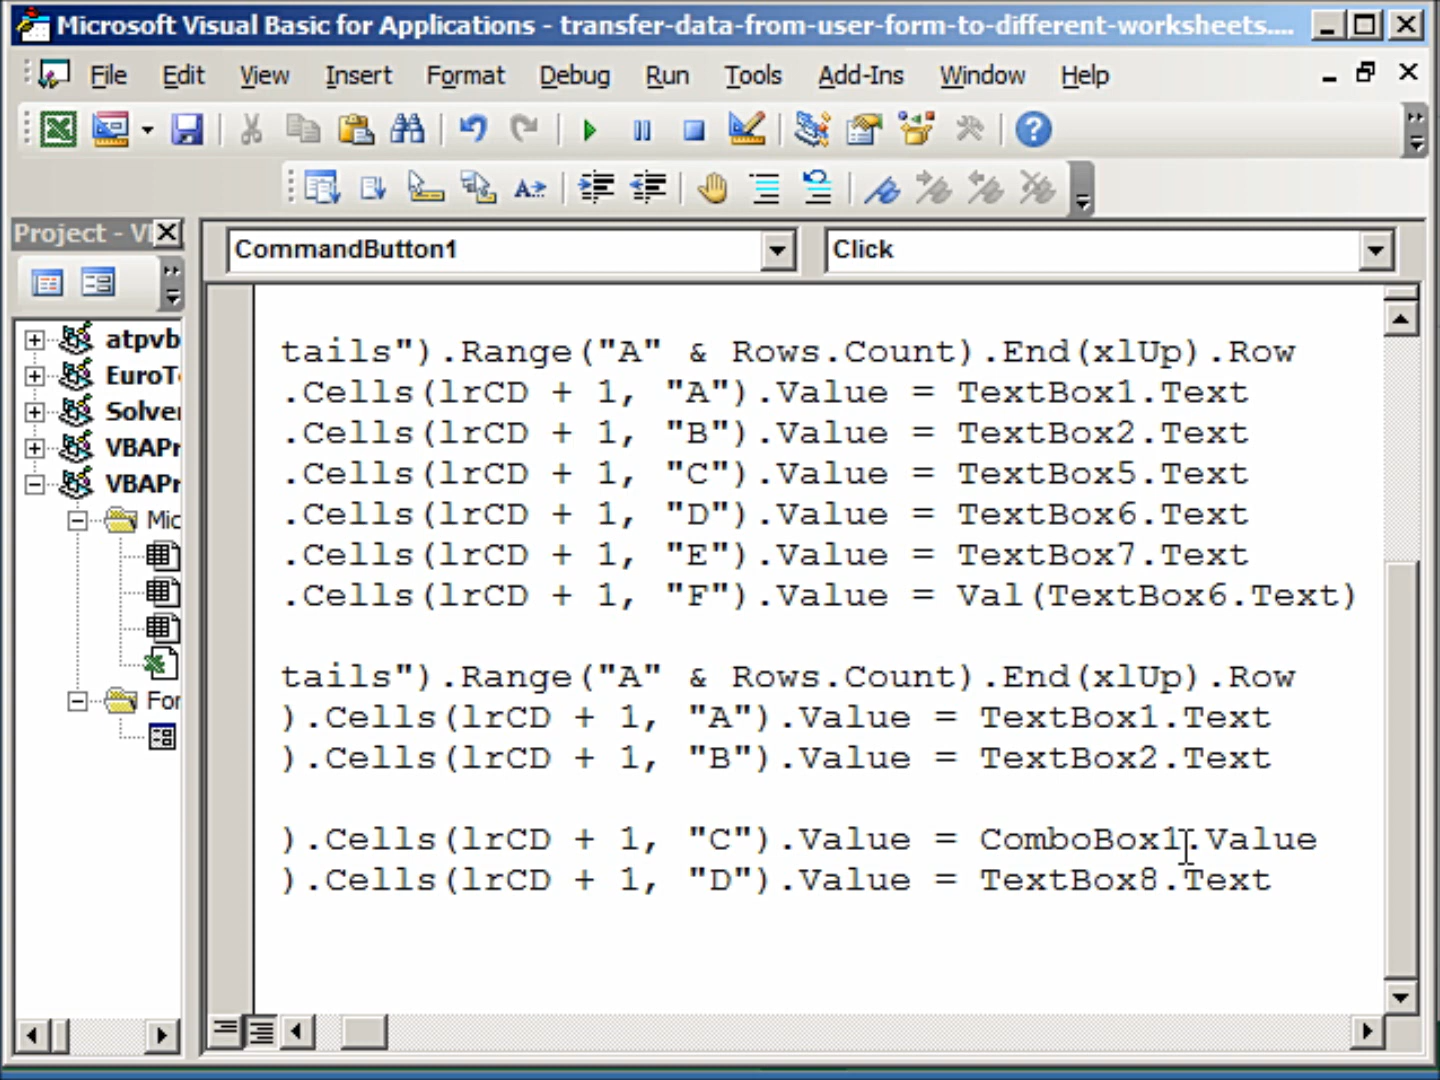 Microsoft Visual Basic for Applications - transfer-data-from-user-form-to-different-worksheets....
File Edit View Insert Format Debug Run Tools Add-Ins Window Help
Project - VI
CommandButton1
Click
atpvb
EuroT
Solver
VBAPr
VBAPr
Mic
For
tails").Range("A" & Rows.Count).End(xlUp).Row
.Cells(lrCD + 1, "A").Value = TextBox1.Text
.Cells(lrCD + 1, "B").Value = TextBox2.Text
.Cells(lrCD + 1, "C").Value = TextBox5.Text
.Cells(lrCD + 1, "D").Value = TextBox6.Text
.Cells(lrCD + 1, "E").Value = TextBox7.Text
.Cells(lrCD + 1, "F").Value = Val(TextBox6.Text)
tails").Range("A" & Rows.Count).End(xlUp).Row
).Cells(lrCD + 1, "A").Value = TextBox1.Text
).Cells(lrCD + 1, "B").Value = TextBox2.Text
).Cells(lrCD + 1, "C").Value = ComboBox1.Value
).Cells(lrCD + 1, "D").Value = TextBox8.Text